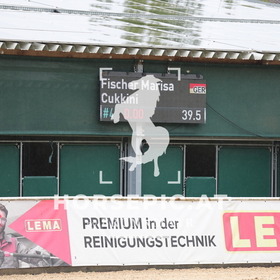 Fischer Marisa
GER
Cukkini
39.5
HORSEPIC.AT
LEMA
PREMIUM in der
REINIGUNGSTECHNIK
LE